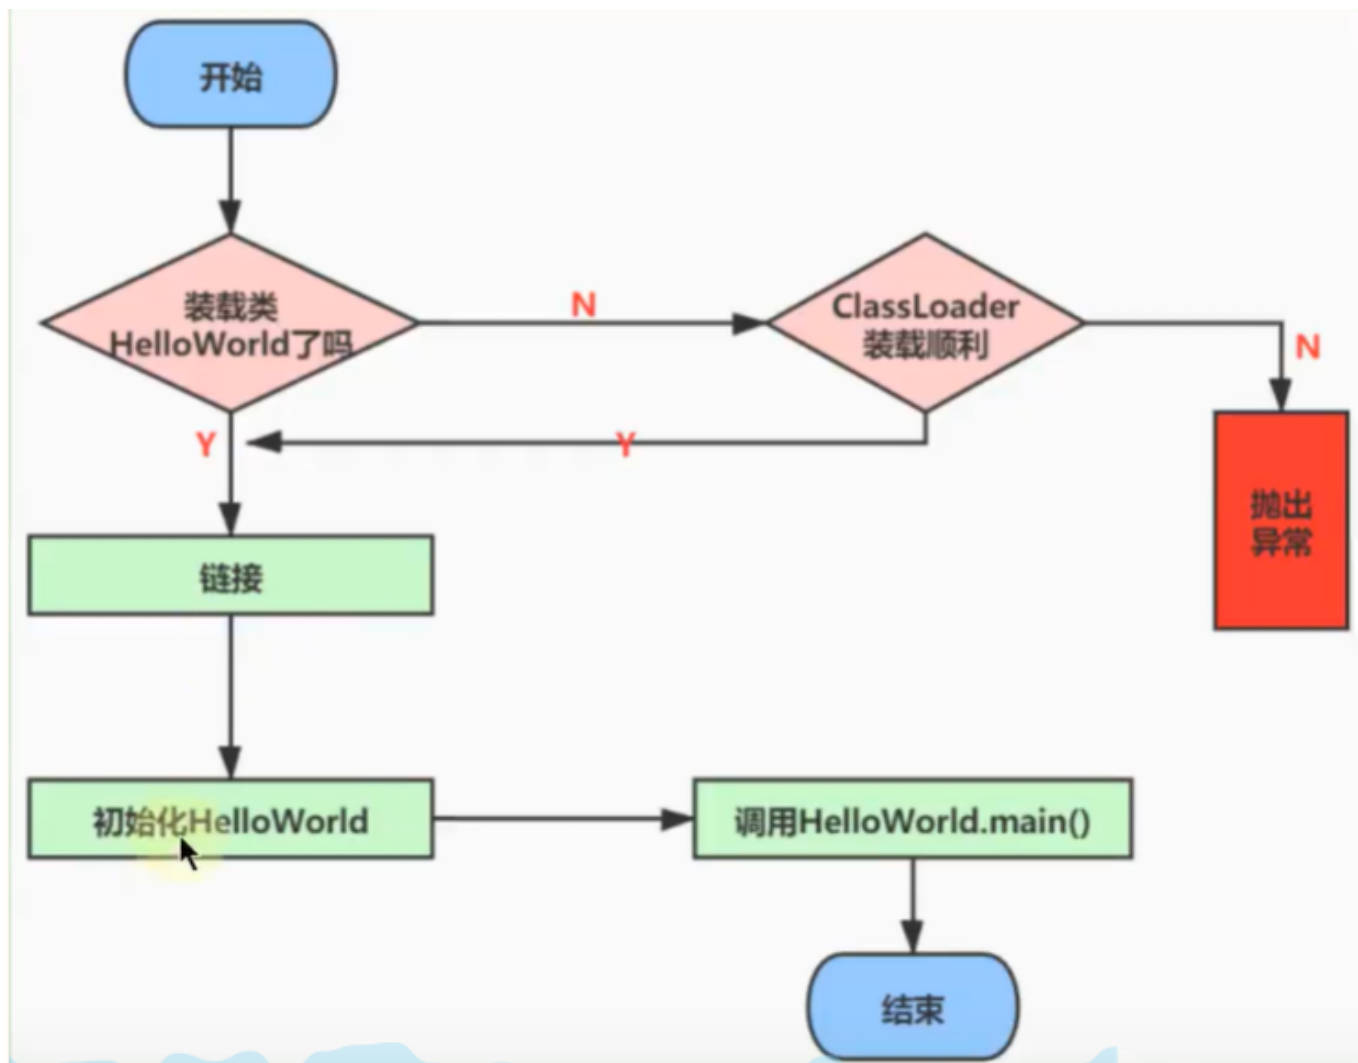 开始
装载类
HelloWorld了吗
N
ClassLoader
装载顺利
N
Y
Y
抛出
异常
链接
初始化HelloWorld
调用HelloWorld.main()
结束